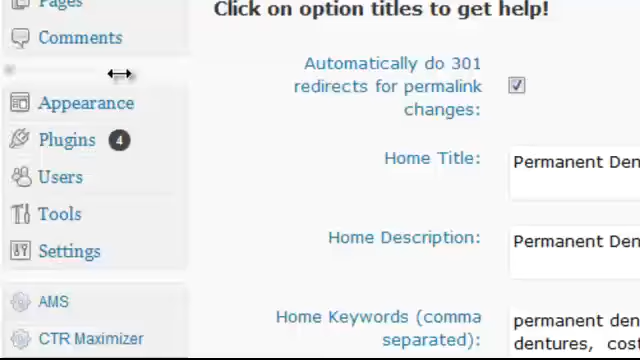 Pages
Click on option titles to get help!
Comments
Automatically do 301
redirects for permalink
changes:
Appearance
Plugins 4
Home Title: Permanent Den
Users
Tools
Home Description: Permanent Den
Settings
AMS
Home Keywords (comma
separated):
permanent den
dentures, cost
CTR Maximizer